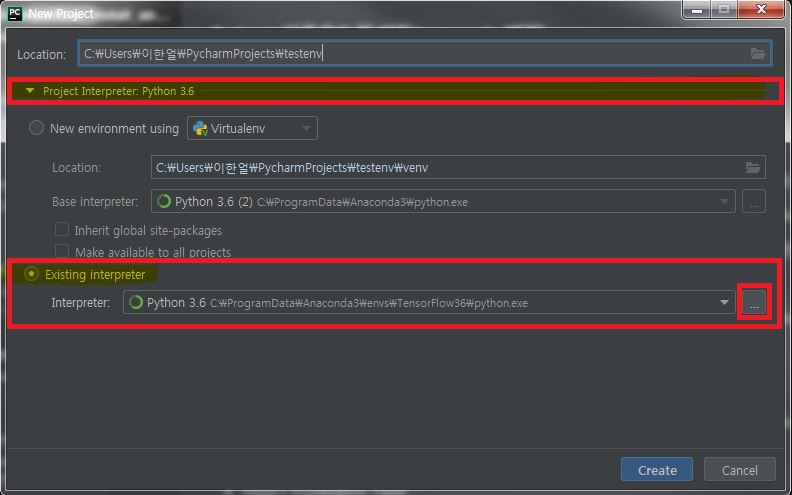 PC New Project
Location: C:₩Users₩이한얼₩PycharmProjects₩testenv
Project Interpreter: Python 3.6
New environment using Virtualenv
Location: C:₩Users₩이한얼₩PycharmProjects₩testenv₩venv
Base interpreter: Python 3.6 (2) C:₩ProgramData₩Anaconda3₩python.exe ...
Inherit global site-packages
Make available to all projects
Existing interpreter
Interpreter: Python 3.6 C:₩ProgramData₩Anaconda3₩envs₩TensorFlow36₩python.exe ...
Create Cancel